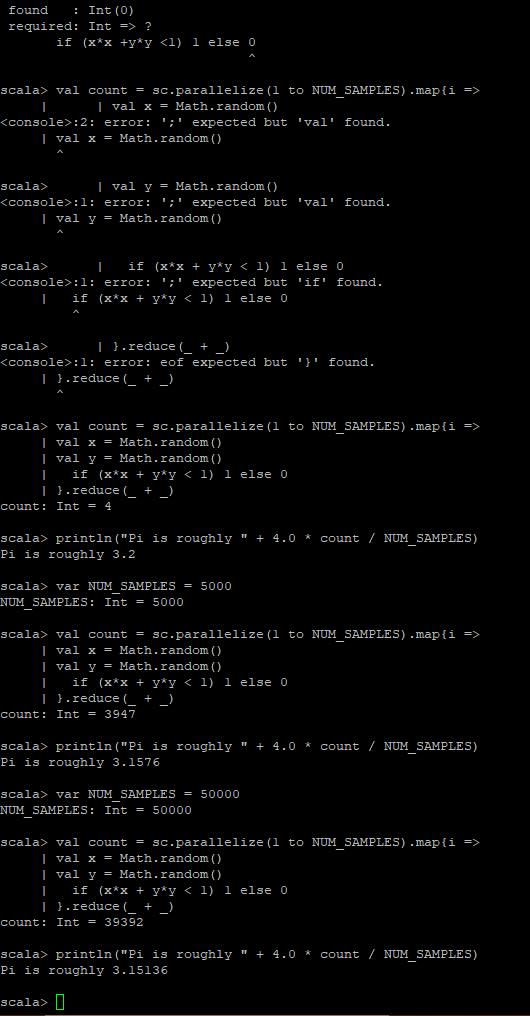 found   : Int(0)
required: Int => ?
if (x*x +y*y <1) 1 else 0
^
scala> val count = sc.parallelize(1 to NUM_SAMPLES).map{i =>
|      | val x = Math.random()
<console>:2: error: ';' expected but 'val' found.
| val x = Math.random()
^
scala>      | val y = Math.random()
<console>:1: error: ';' expected but 'val' found.
| val y = Math.random()
^
scala>      |   if (x*x + y*y < 1) 1 else 0
<console>:1: error: ';' expected but 'if' found.
|   if (x*x + y*y < 1) 1 else 0
^
scala>      | }.reduce(_ + _)
<console>:1: error: eof expected but '}' found.
| }.reduce(_ + _)
^
scala> val count = sc.parallelize(1 to NUM_SAMPLES).map{i =>
| val x = Math.random()
| val y = Math.random()
|   if (x*x + y*y < 1) 1 else 0
| }.reduce(_ + _)
count: Int = 4
scala> println("Pi is roughly " + 4.0 * count / NUM_SAMPLES)
Pi is roughly 3.2
scala> var NUM_SAMPLES = 5000
NUM_SAMPLES: Int = 5000
scala> val count = sc.parallelize(1 to NUM_SAMPLES).map{i =>
| val x = Math.random()
| val y = Math.random()
|   if (x*x + y*y < 1) 1 else 0
| }.reduce(_ + _)
count: Int = 3947
scala> println("Pi is roughly " + 4.0 * count / NUM_SAMPLES)
Pi is roughly 3.1576
scala> var NUM_SAMPLES = 50000
NUM_SAMPLES: Int = 50000
scala> val count = sc.parallelize(1 to NUM_SAMPLES).map{i =>
| val x = Math.random()
| val y = Math.random()
|   if (x*x + y*y < 1) 1 else 0
| }.reduce(_ + _)
count: Int = 39392
scala> println("Pi is roughly " + 4.0 * count / NUM_SAMPLES)
Pi is roughly 3.15136
scala>